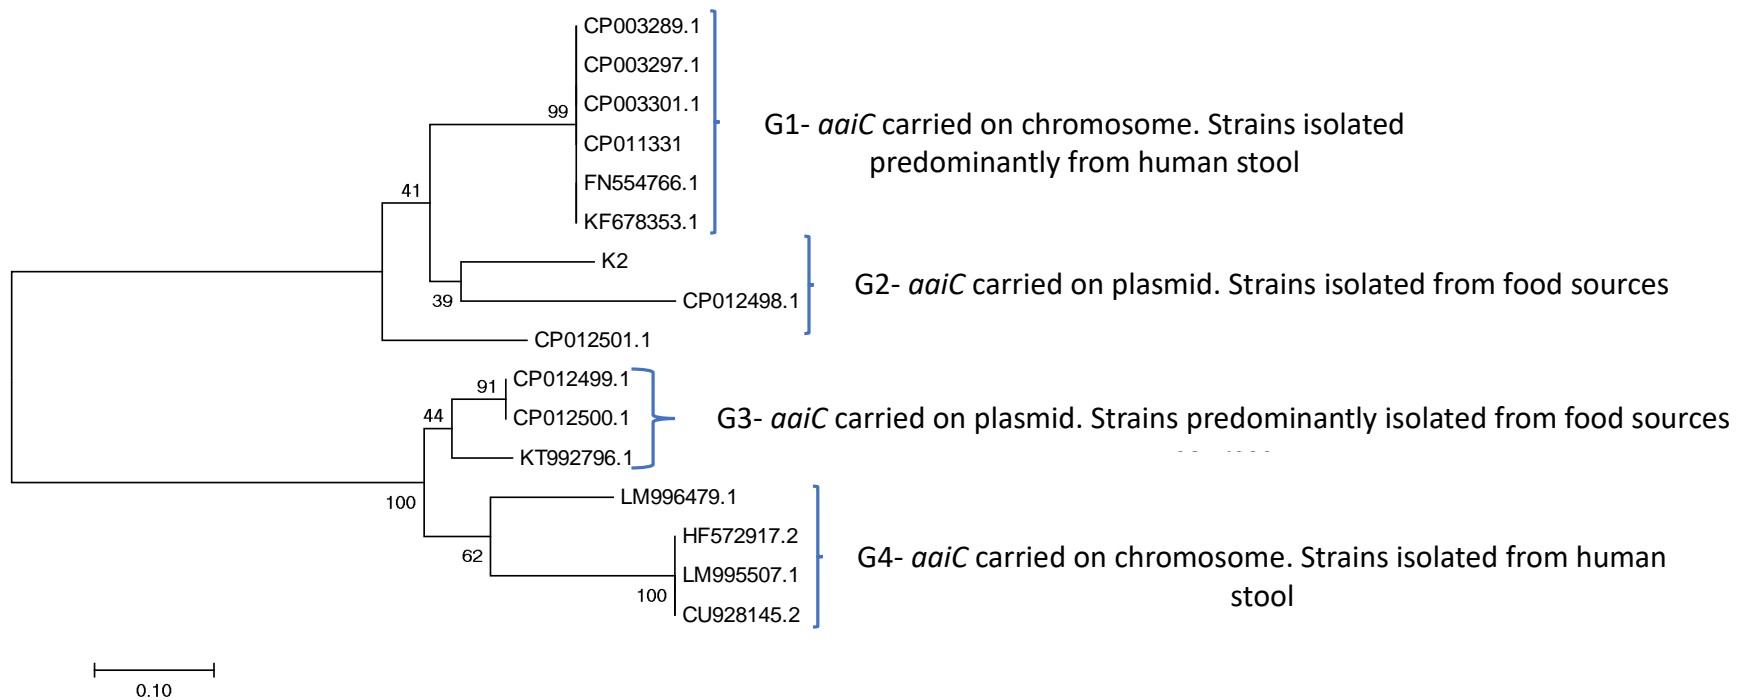 CP003289.1
CP003297.1
CP003301.1
99
CP011331
G1- aaiC carried on chromosome. Strains isolated
predominantly from human stool
FN554766.1
41
KF678353.1
K2
G2- aaiC carried on plasmid. Strains isolated from food sources
39
CP012498.1
CP012501.1
CP012499.1
91
44
CP012500.1
G3- aaiC carried on plasmid. Strains predominantly isolated from food sources
KT992796.1
100
LM996479.1
HF572917.2
62
G4- aaiC carried on chromosome. Strains isolated from human
stool
LM995507.1
100
CU928145.2
0.10